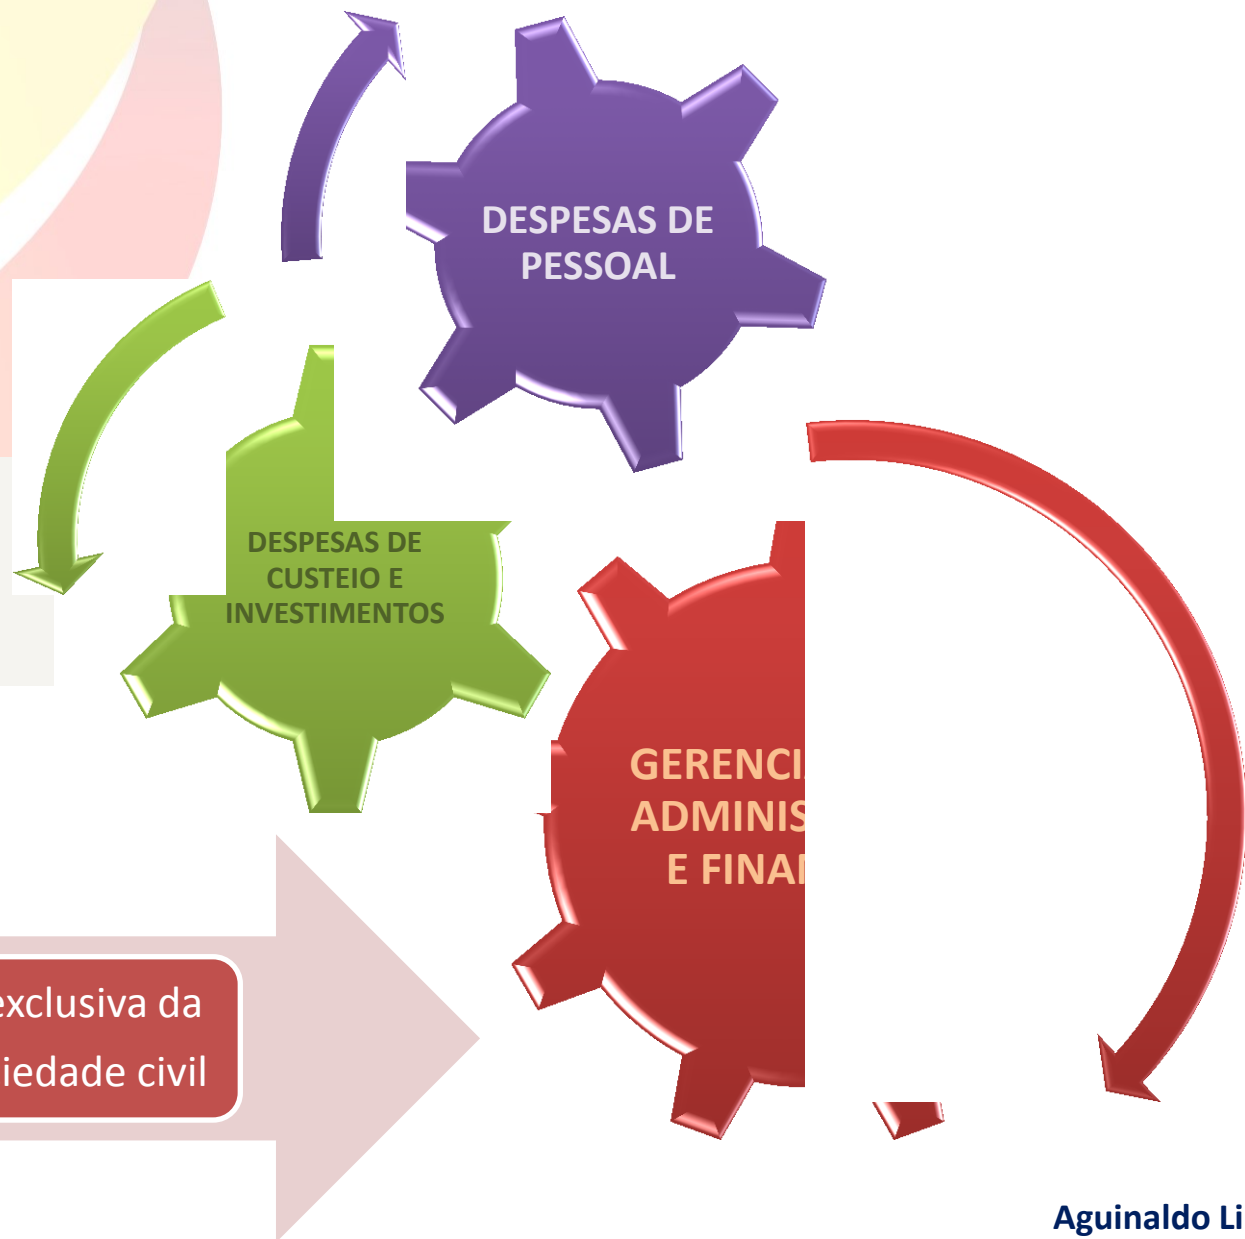 DESPESAS DE
PESSOAL
DESPESAS DE
CUSTEIO E
INVESTIMENTOS
GERENCI
ADMINIS
E FINA
exclusiva da
iedade civil
Aguinaldo Li